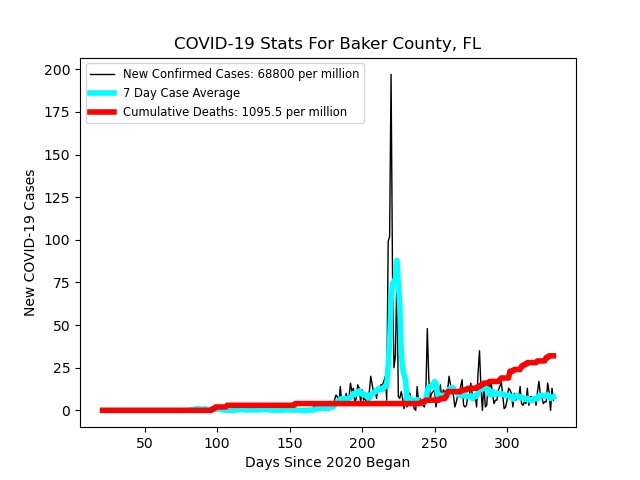 COVID-19 Stats For Baker County, FL
New Confirmed Cases: 68800 per million
7 Day Case Average
Cumulative Deaths: 1095.5 per million
New COVID-19 Cases
200
175
150
125
100
75
50
25
0
50 100 150 200 250 300
Days Since 2020 Began